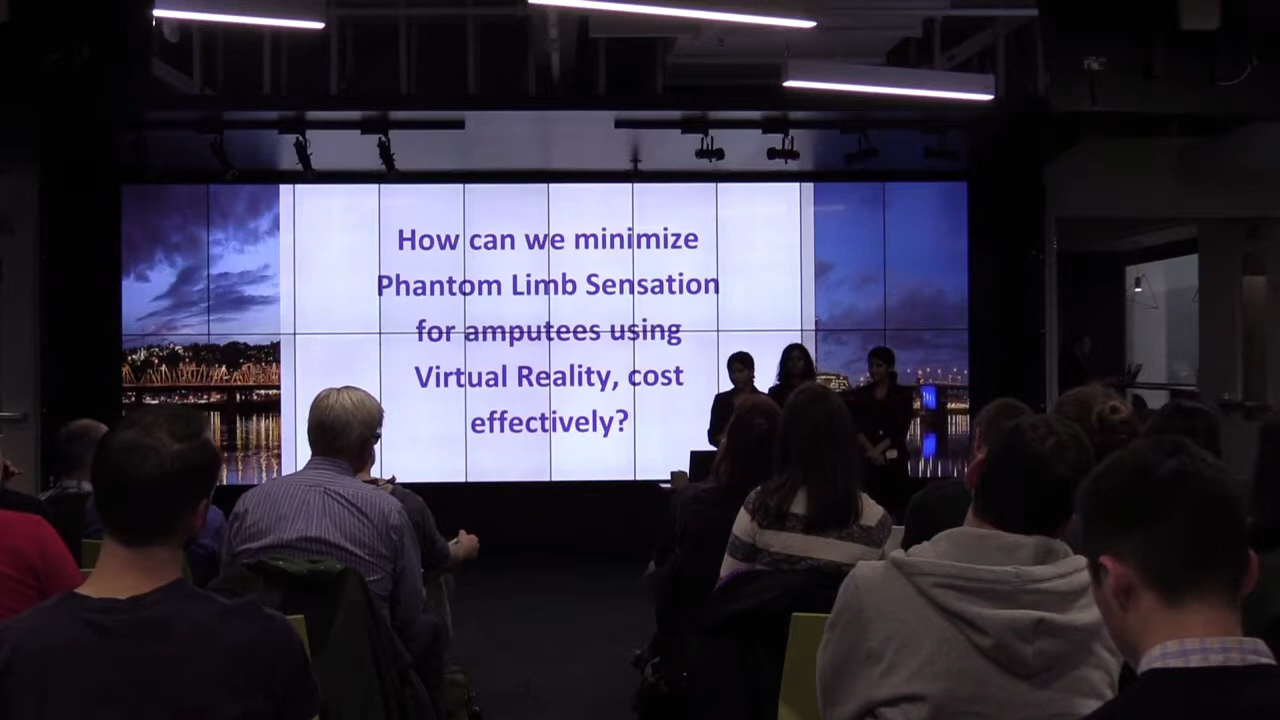 How can we minimize
Phantom Limb Sensation
for amputees using
Virtual Reality, cost
effectively?